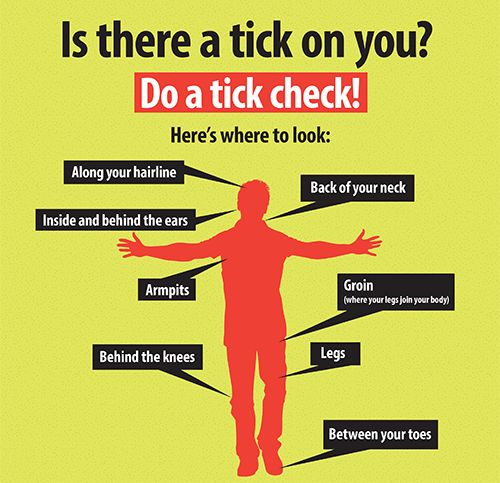 Is there a tick on you?
Do a tick check!
Here's where to look:
Along your hairline
Back of your neck
Inside and behind the ears
Armpits
Groin
(where your legs join your body)
Behind the knees
Legs
Between your toes